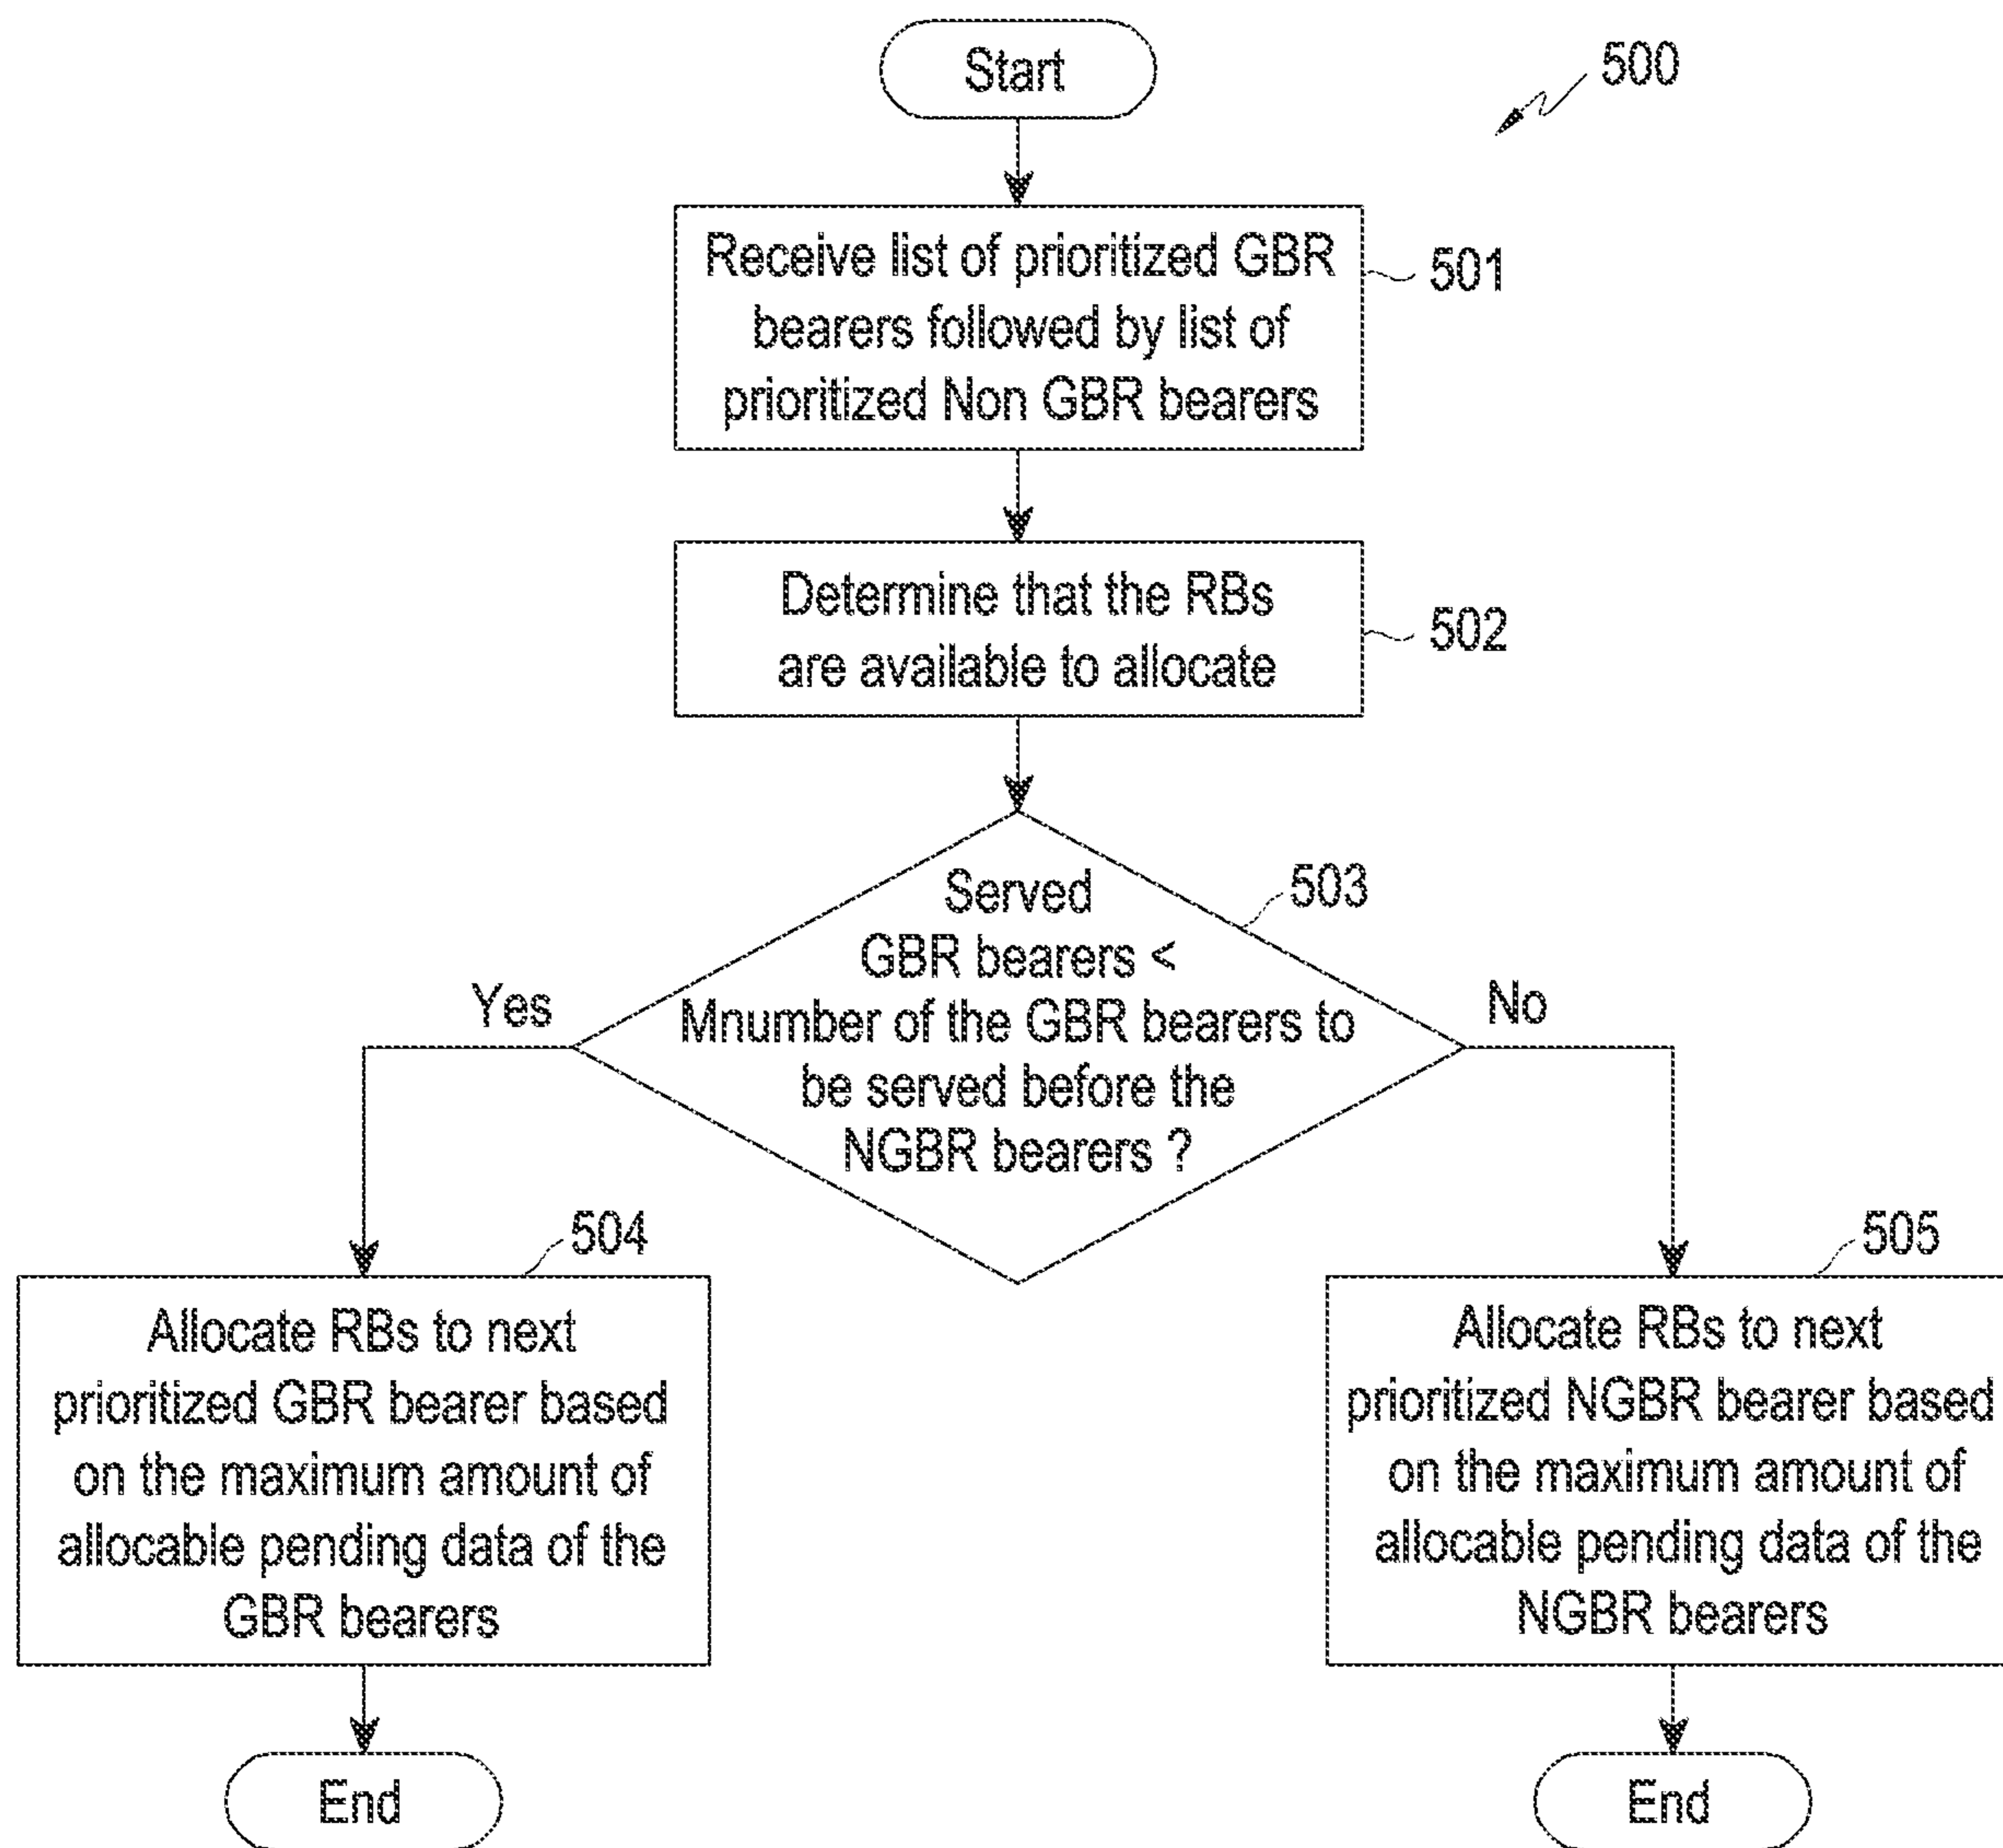 Start
500
Receive list of prioritized GBR
bearers followed by list of
prioritized Non GBR bearers
501
Determine that the RBs
are available to allocate
502
Served
GBR bearers <
Mnumber of the GBR bearers to
be served before the
NGBR bearers ?
503
Yes
No
504
Allocate RBs to next
prioritized GBR bearer based
on the maximum amount of
allocable pending data of the
GBR bearers
505
Allocate RBs to next
prioritized NGBR bearer based
on the maximum amount of
allocable pending data of the
NGBR bearers
End
End